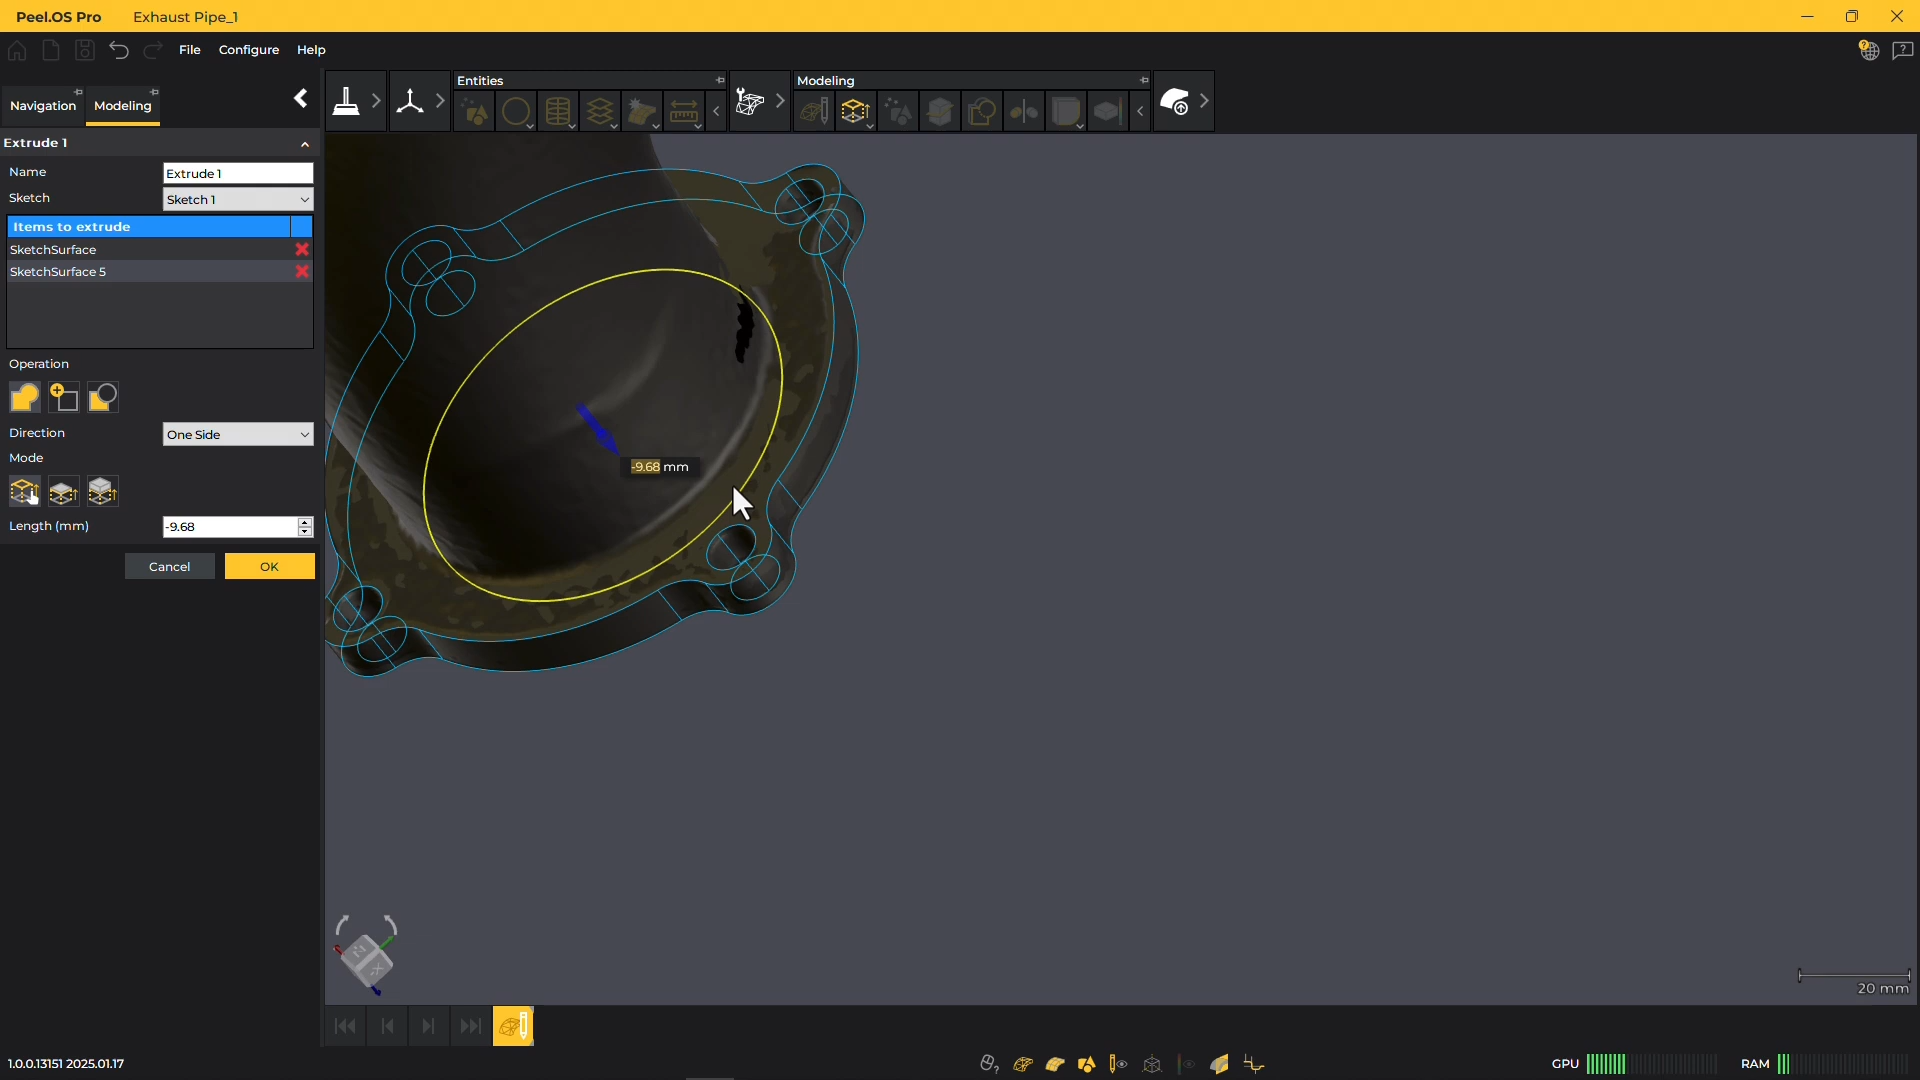 Peel.OS Pro
Exhaust Pipe_1
File
Configure
Help
Navigation
Modeling
Entities
Modeling
Extrude 1
Name
Extrude 1
Sketch
Sketch 1
Items to extrude
SketchSurface
SketchSurface 5
Operation
Direction
One Side
Mode
Length (mm)
-9.68
Cancel
OK
-9.68 mm
20 mm
1.0.0.13151 2025.01.17
GPU
RAM